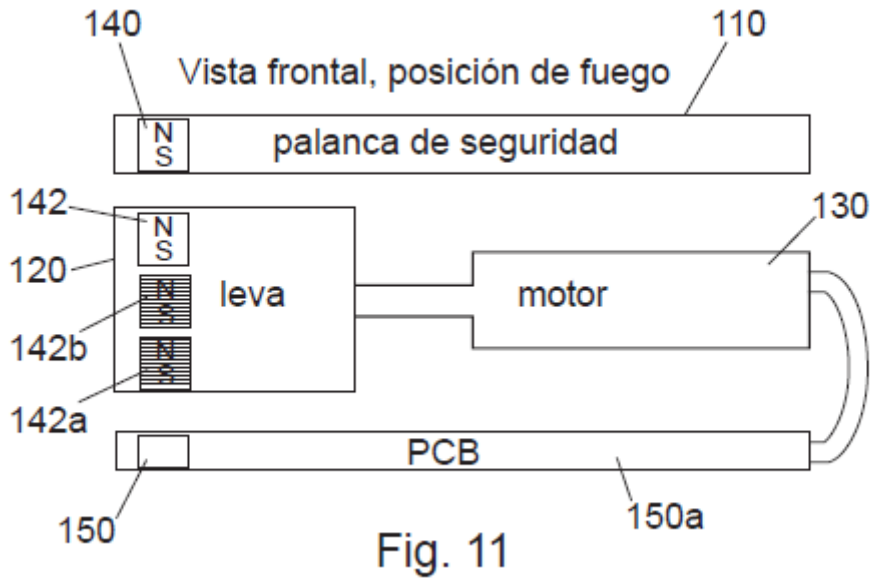 140
110
Vista frontal, posición de fuego
N
S
palanca de seguridad
142
N
S
130
120
N
S
leva
motor
142b
N
S
142a
PCB
150
150a
Fig. 11